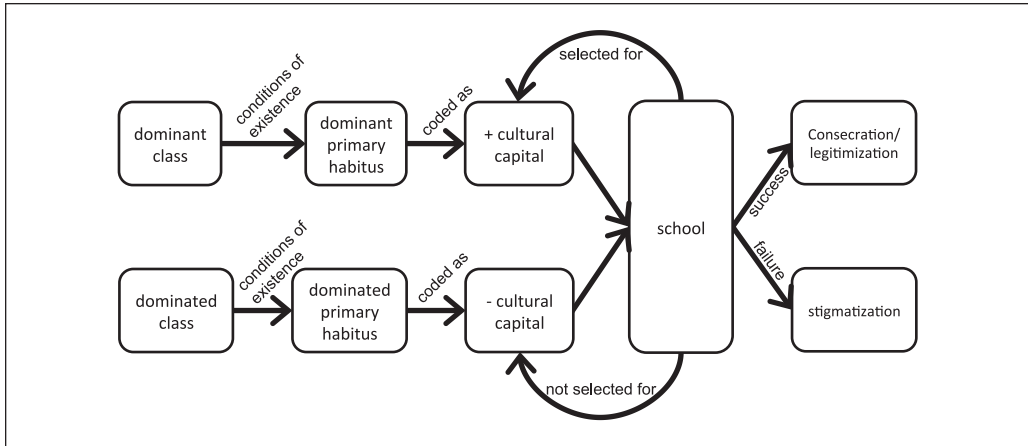 selected for
conditions of
existence
coded as
dominant
class
dominant
primary
habitus
+ cultural
capital
Consecration/
legitimization
success
school
failure
conditions of
existence
coded as
dominated
class
dominated
primary
habitus
- cultural
capital
stigmatization
not selected for